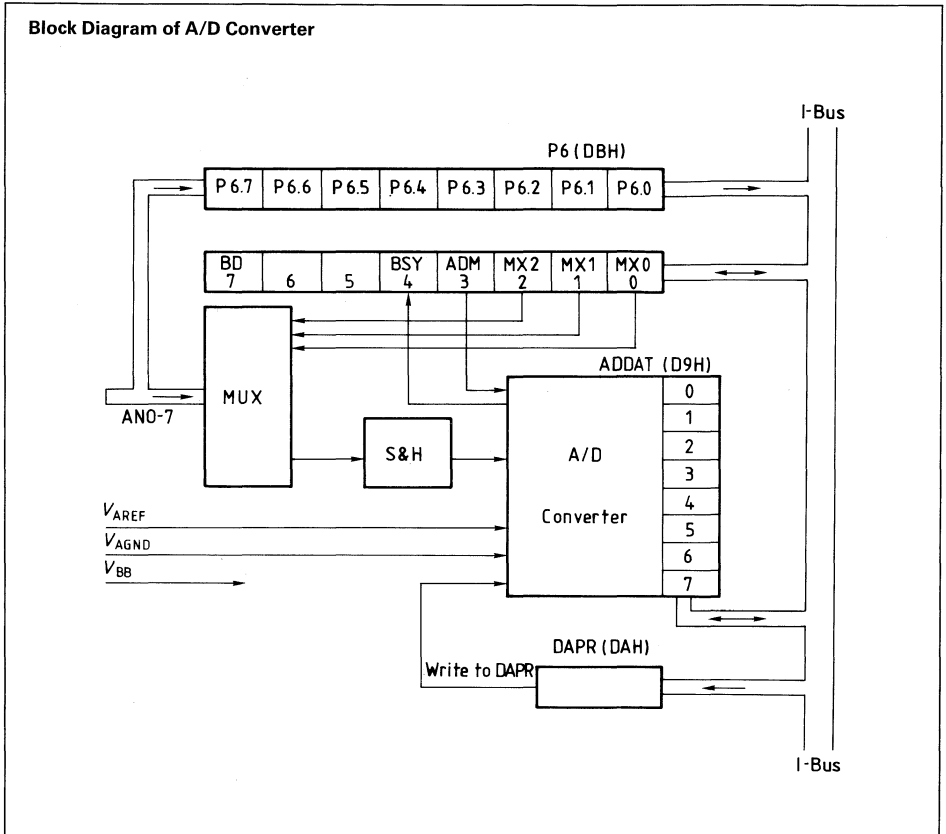 Block Diagram of A/D Converter
I-Bus
P6 (DBH)
P6.7 P6.6 P6.5 P6.4 P6.3 P6.2 P6.1 P6.0
BD BSY ADM MX2 MX1 MX0
7 6 5 4 3 2 1 0
ADDAT (D9H)
MUX
AN0-7
S&H
A/D
Converter
0
1
2
3
4
5
6
7
VAREF
VAGND
VBB
DAPR (DAH)
Write to DAPR
I-Bus